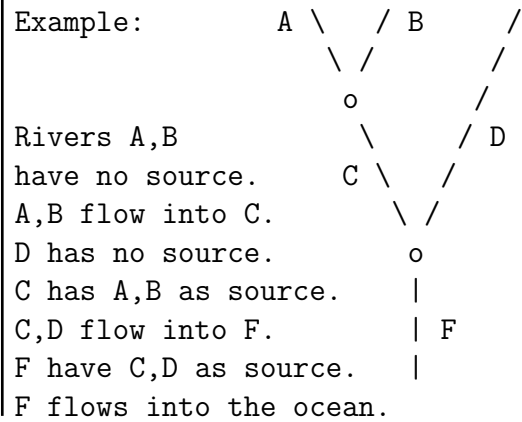 Example:          A \   / B      /
                     \ /        /
                      o        /
Rivers A,B             \      / D
have no source.       C \    /
A,B flow into C.         \ /
D has no source.          o
C has A,B as source.      |
C,D flow into F.          | F
F have C,D as source.     |
F flows into the ocean.